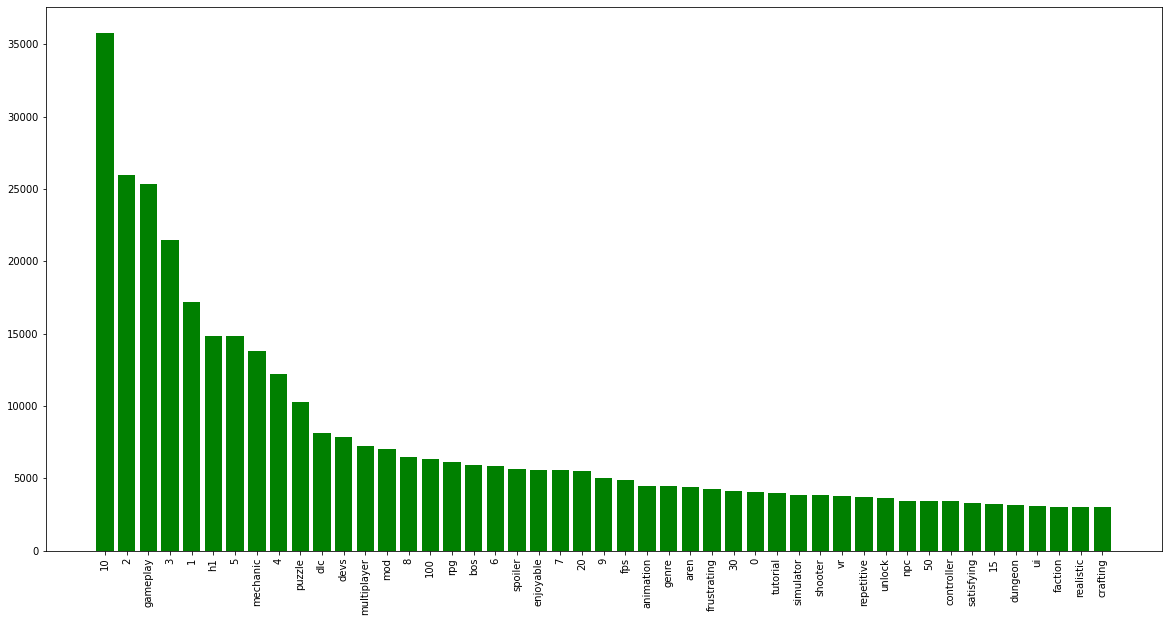 35000
30000
25000
20000
15000
10000
5000
0
10
2
gameplay
3
1
h1
5
mechanic
4
puzzle
dlc
devs
multiplayer
mod
8
100
rpg
bos
6
spoiler
enjoyable
7
20
9
fps
animation
genre
aren
frustrating
30
0
tutorial
simulator
shooter
vr
repetitive
unlock
npc
50
controller
satisfying
15
dungeon
ui
faction
realistic
crafting